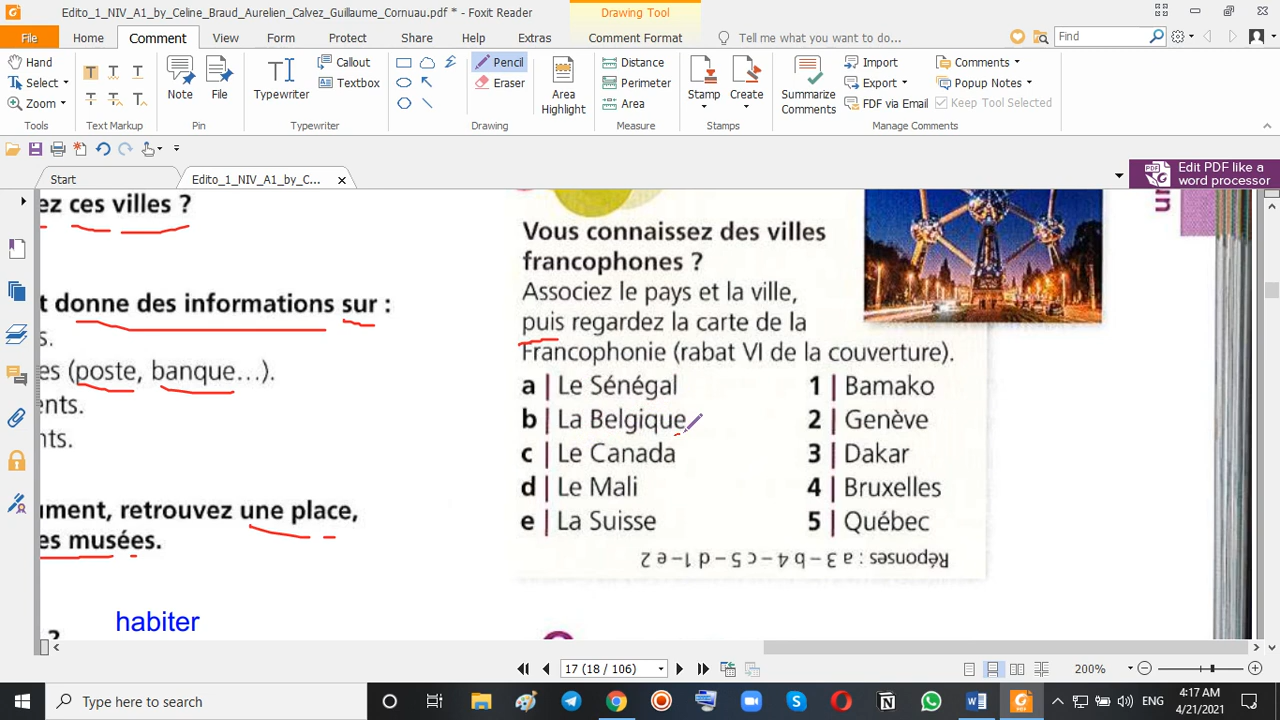 Edito_1_NIV_A1_by_Celine_Braud_Aurelien_Calvez_Guillaume_Cornuau.pdf * - Foxit Reader
Drawing Tool
File Home Comment View Form Protect Share Help Extras Comment Format Tell me what you want to do... Find
Hand
Select
Zoom
Tools
Text Markup
Note
File
Pin
Typewriter
Callout
Textbox
Typewriter
Pencil
Eraser
Area
Highlight
Drawing
Distance
Perimeter
Area
Measure
Stamp
Create
Stamps
Summarize
Comments
Import
Export
FDF via Email
Comments
Popup Notes
Keep Tool Selected
Manage Comments
Start
Edito_1_NIV_A1_by_C...
Edit PDF like a
word processor
ez ces villes ?
t donne des informations sur :
s.
es (poste, banque...).
ents.
nts.
ument, retrouvez une place,
es musées.
habiter
?
Vous connaissez des villes
francophones ?
Associez le pays et la ville,
puis regardez la carte de la
Francophonie (rabat VI de la couverture).
a | Le Sénégal 1 | Bamako
b | La Belgique 2 | Genève
c | Le Canada 3 | Dakar
d | Le Mali 4 | Bruxelles
e | La Suisse 5 | Québec
Réponses : a 3 – b 4 – c 5 – d 1 – e 2
un
17 (18 / 106)
200%
Type here to search
ENG
4:17 AM
4/21/2021